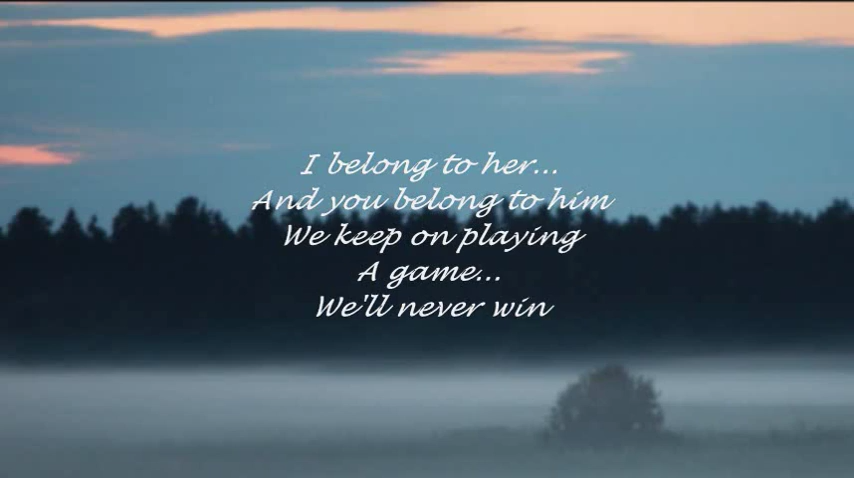 I belong to her...
And you belong to him
We keep on playing
A game...
We'll never win